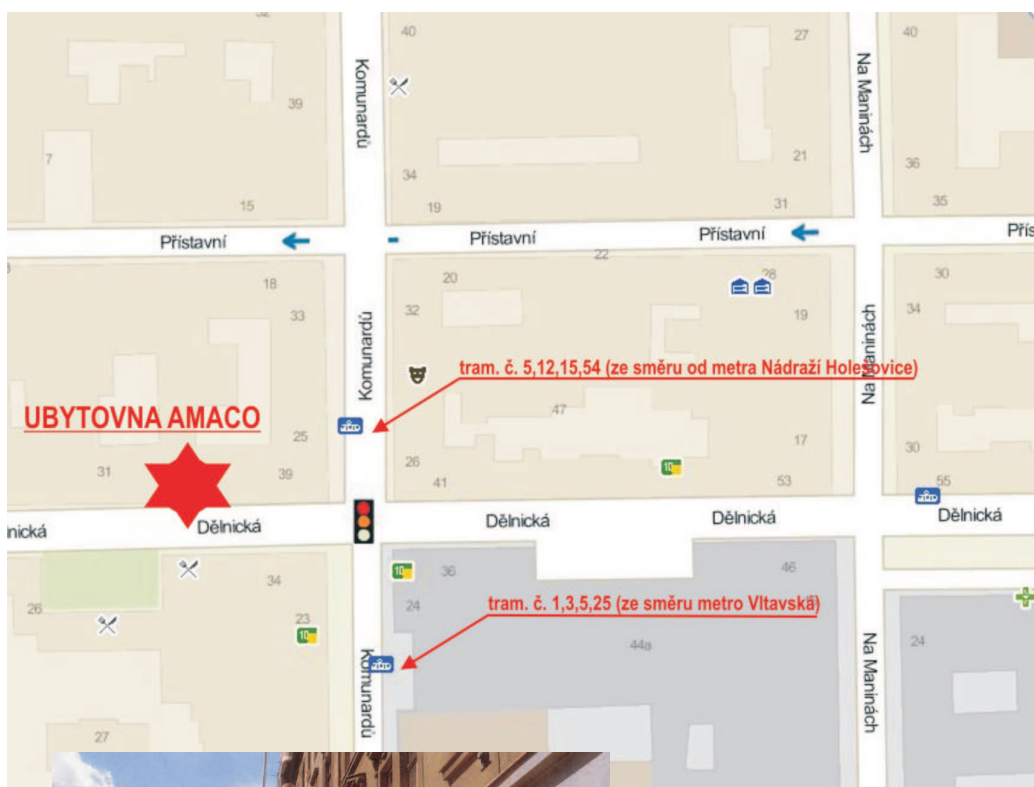 32
40
27
40
Komunardů
Na Maninách
39
7
34
21
36
15
19
31
35
Přístavní
Přístavní
Přístavní
Přís
22
18
20
28
30
33
32
19
34
Komunardů
Na Maninách
tram. č. 5,12,15,54 (ze směru od metra Nádraží Holešovice)
UBYTOVNA AMACO
47
25
17
30
31
39
26
41
53
55
nická
Dělnická
Dělnická
Dělnická
Dělnická
34
36
46
26
23
24
tram. č. 1,3,5,25 (ze směru metro Vltavská)
44a
24
Komunardů
Na Maninách
27